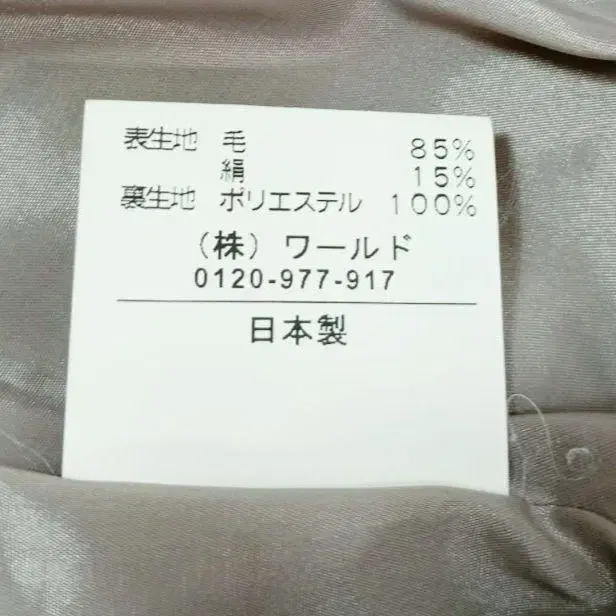 表生地 毛 85%
絹 15%
裏生地 ポリエステル 100%
(株) ワールド
0120-977-917
日本製